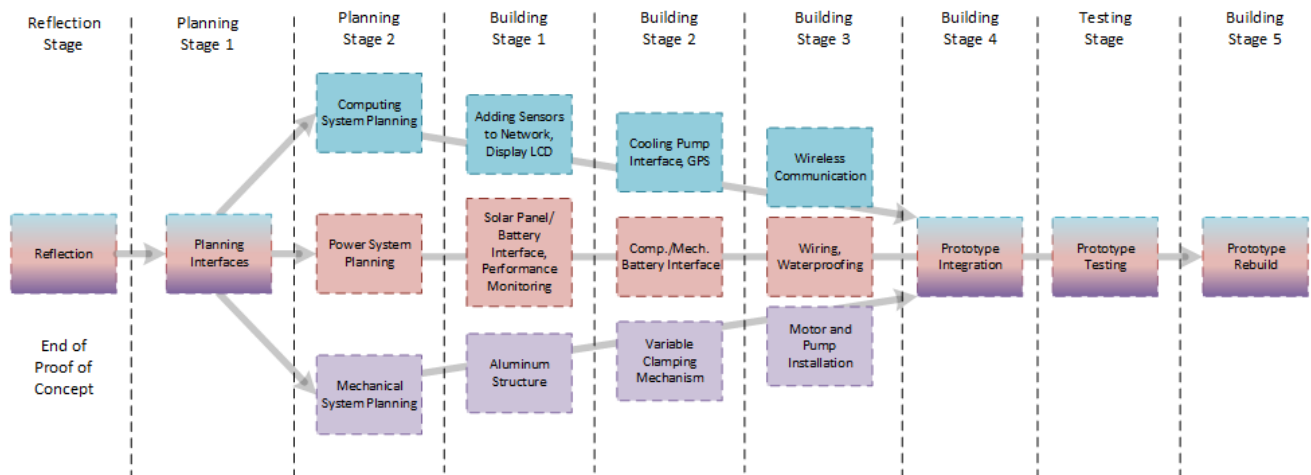 Reflection
Stage
Planning
Stage 1
Planning
Stage 2
Building
Stage 1
Building
Stage 2
Building
Stage 3
Building
Stage 4
Testing
Stage
Building
Stage 5
Computing
System Planning
Adding Sensors
to Network,
Display LCD
Cooling Pump
Interface, GPS
Wireless
Communication
Reflection
Planning
Interfaces
Power System
Planning
Solar Panel/
Battery
Interface,
Performance
Monitoring
Comp./Mech.
Battery Interface
Wiring,
Waterproofing
Prototype
Integration
Prototype
Testing
Prototype
Rebuild
End of
Proof of
Concept
Mechanical
System Planning
Aluminum
Structure
Variable
Clamping
Mechanism
Motor and
Pump
Installation